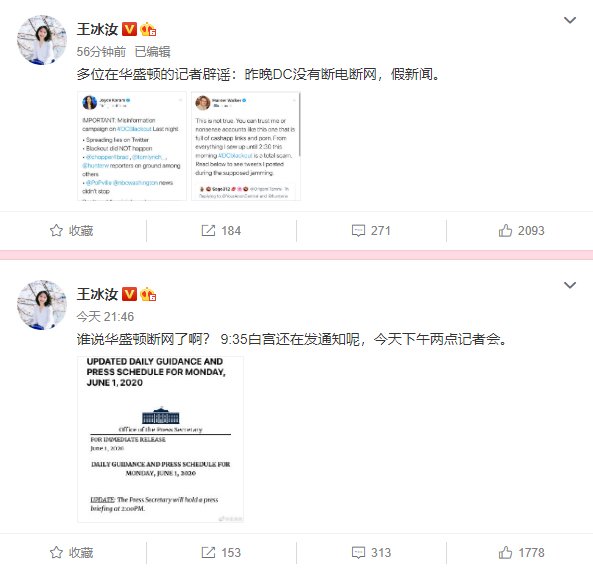 王冰汝
56分钟前 已编辑
多位在华盛顿的记者辟谣：昨晚DC没有断电断网，假新闻。
Joyce Karam
IMPORTANT: Misinformation
campaign on #DCBlackout Last night
• Spreading lies on Twitter
• Blackout did NOT happen
reporters on ground among
others
news
didn't stop
Hunter Walker
This is not true. You can trust me or
nonsense accounts like this one that is
full of cashapp links and porn. From
everything I saw up until 2:30 this
morning #DCblackout is a total scam.
Read below to see tweets I posted
during the supposed jamming.
收藏 184 271 2093
王冰汝
今天 21:46
谁说华盛顿断网了啊？ 9:35白宫还在发通知呢，今天下午两点记者会。
UPDATED DAILY GUIDANCE AND
PRESS SCHEDULE FOR MONDAY,
JUNE 1, 2020
Office of the Press Secretary
FOR IMMEDIATE RELEASE
June 1, 2020
DAILY GUIDANCE AND PRESS SCHEDULE FOR
MONDAY, JUNE 1, 2020
UPDATE: The Press Secretary will hold a press
briefing at 2:00PM.
收藏 153 313 1778